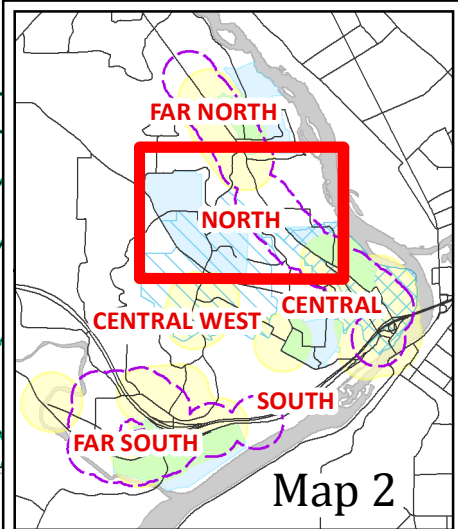 FAR NORTH
NORTH
CENTRAL
CENTRAL WEST
SOUTH
FAR SOUTH
Map 2